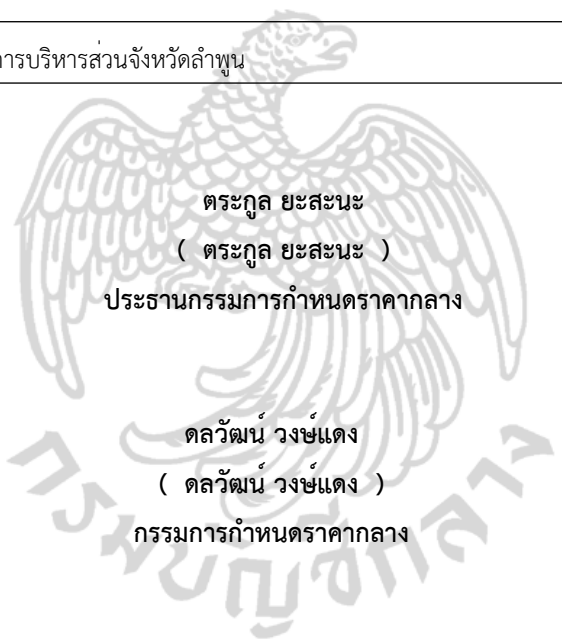 การบริหารส่วนจังหวัดลำพูน
ตระกูล ยะสะนะ
( ตระกูล ยะสะนะ )
ประธานกรรมการกำหนดราคากลาง
ดลวัฒน์ วงษ์แดง
( ดลวัฒน์ วงษ์แดง )
กรรมการกำหนดราคากลาง
กรมบัญชีกลาง